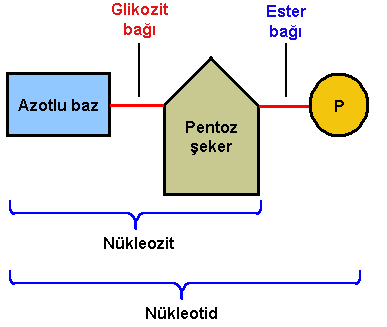 Glikozit
bağı
Ester
bağı
Azotlu baz
Pentoz
şeker
P
Nükleozit
Nükleotid